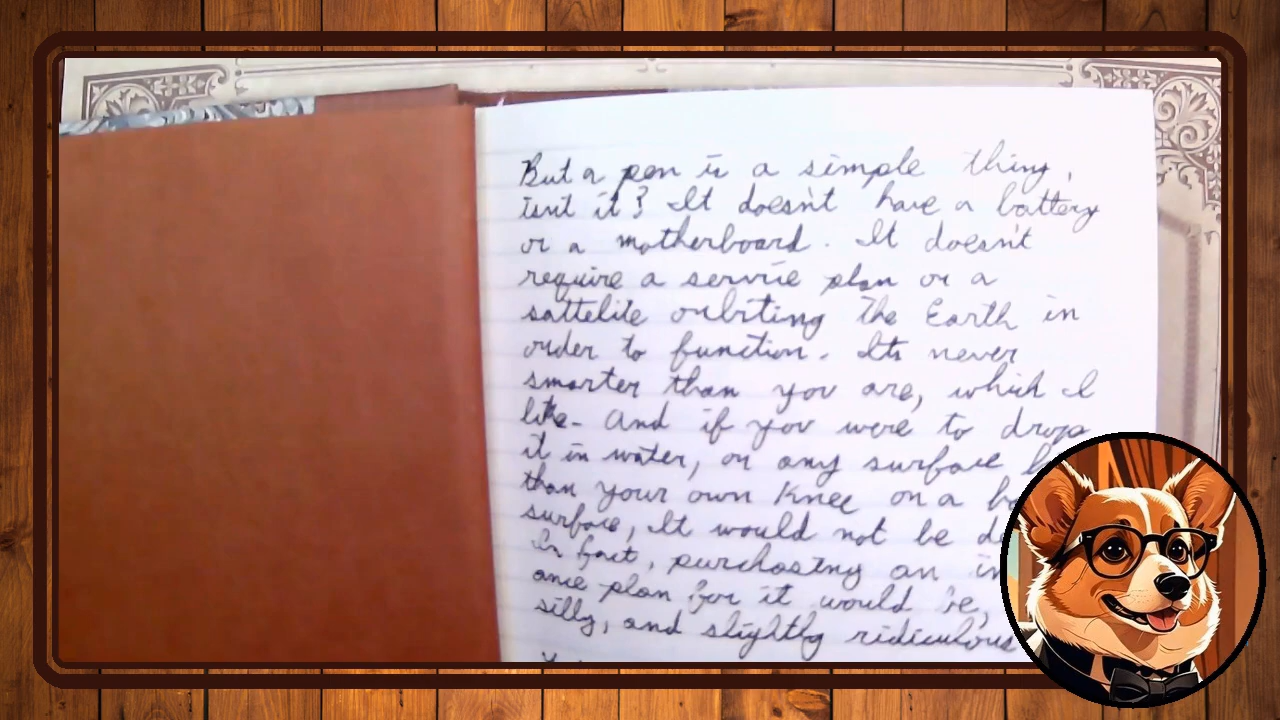 But a pen is a simple thing,
isnt it? It doesn't have a battery
or a motherboard. It doesn't
require a service plan or a
sattelite orbiting the Earth in
order to function. Its never
smarter than you are, which I
like. And if you were to drop
it in water, or any surface
than your own knee on a
surface, It would not be
In fact, purchasing an in
ance plan for it would be,
silly, and slightly ridiculous